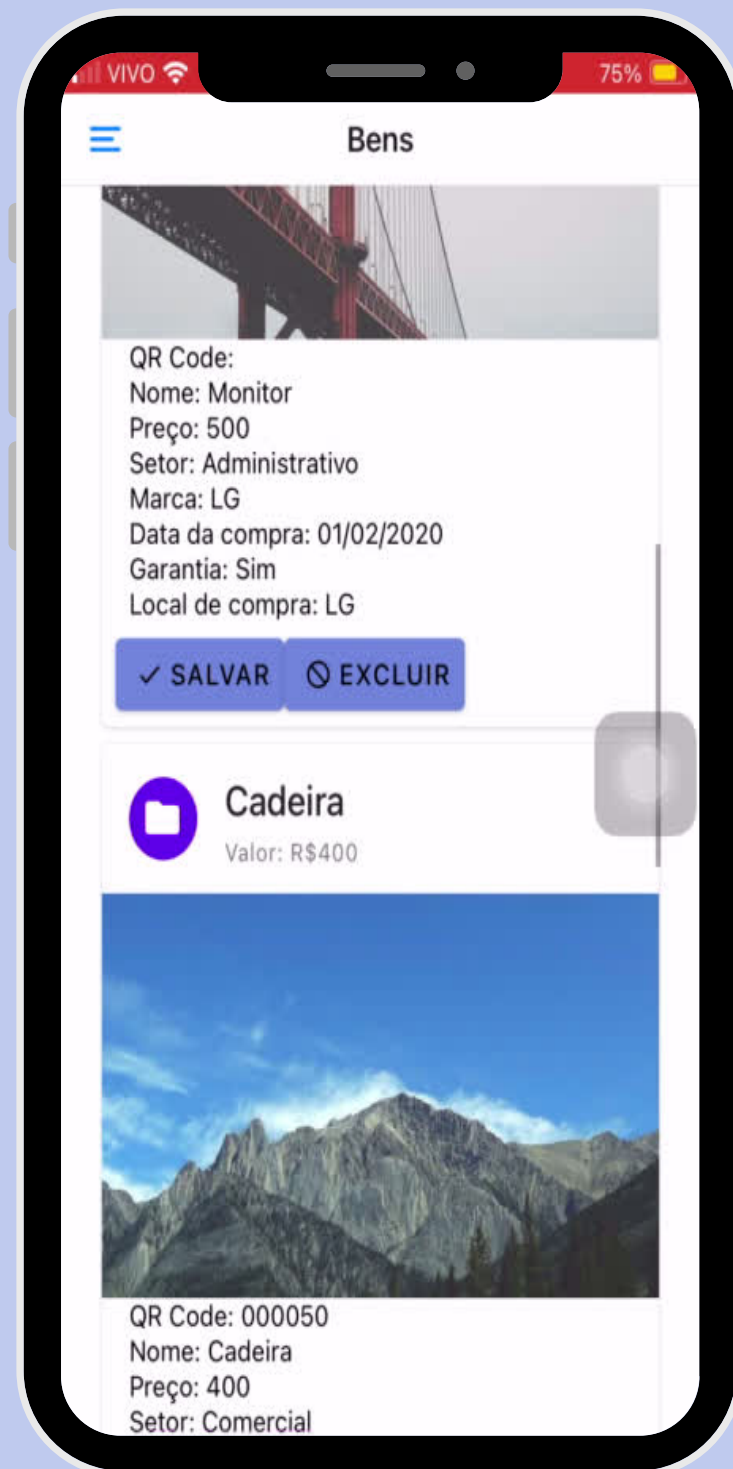 VIVO 75%
Bens
QR Code:
Nome: Monitor
Preço: 500
Setor: Administrativo
Marca: LG
Data da compra: 01/02/2020
Garantia: Sim
Local de compra: LG
SALVAR EXCLUIR
Cadeira
Valor: R$400
QR Code: 000050
Nome: Cadeira
Preço: 400
Setor: Comercial